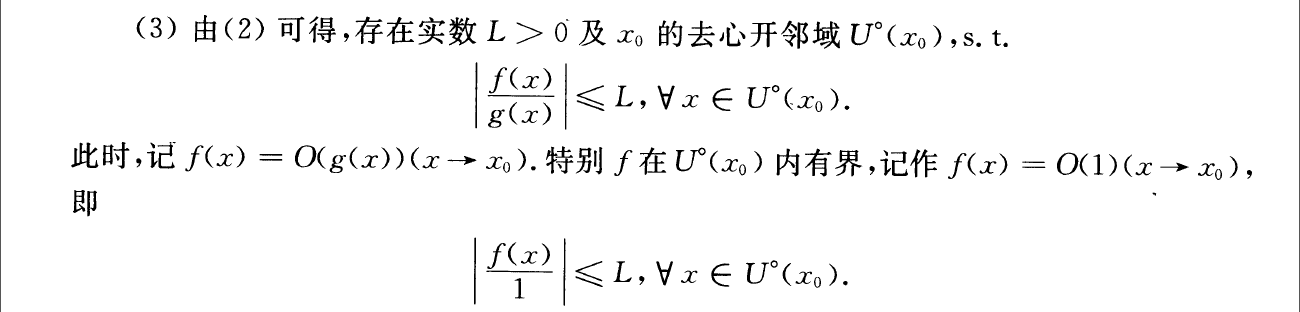 (3) 由(2)可得,存在实数 L > 0 及 x₀ 的去心开邻域 U°(x₀), s. t.
|f(x)/g(x)| ⩽ L, ∀ x ∈ U°(x₀).
此时,记 f(x) = O(g(x))(x → x₀). 特别 f 在 U°(x₀) 内有界,记作 f(x) = O(1)(x → x₀),
即
|f(x)/1| ⩽ L, ∀ x ∈ U°(x₀).